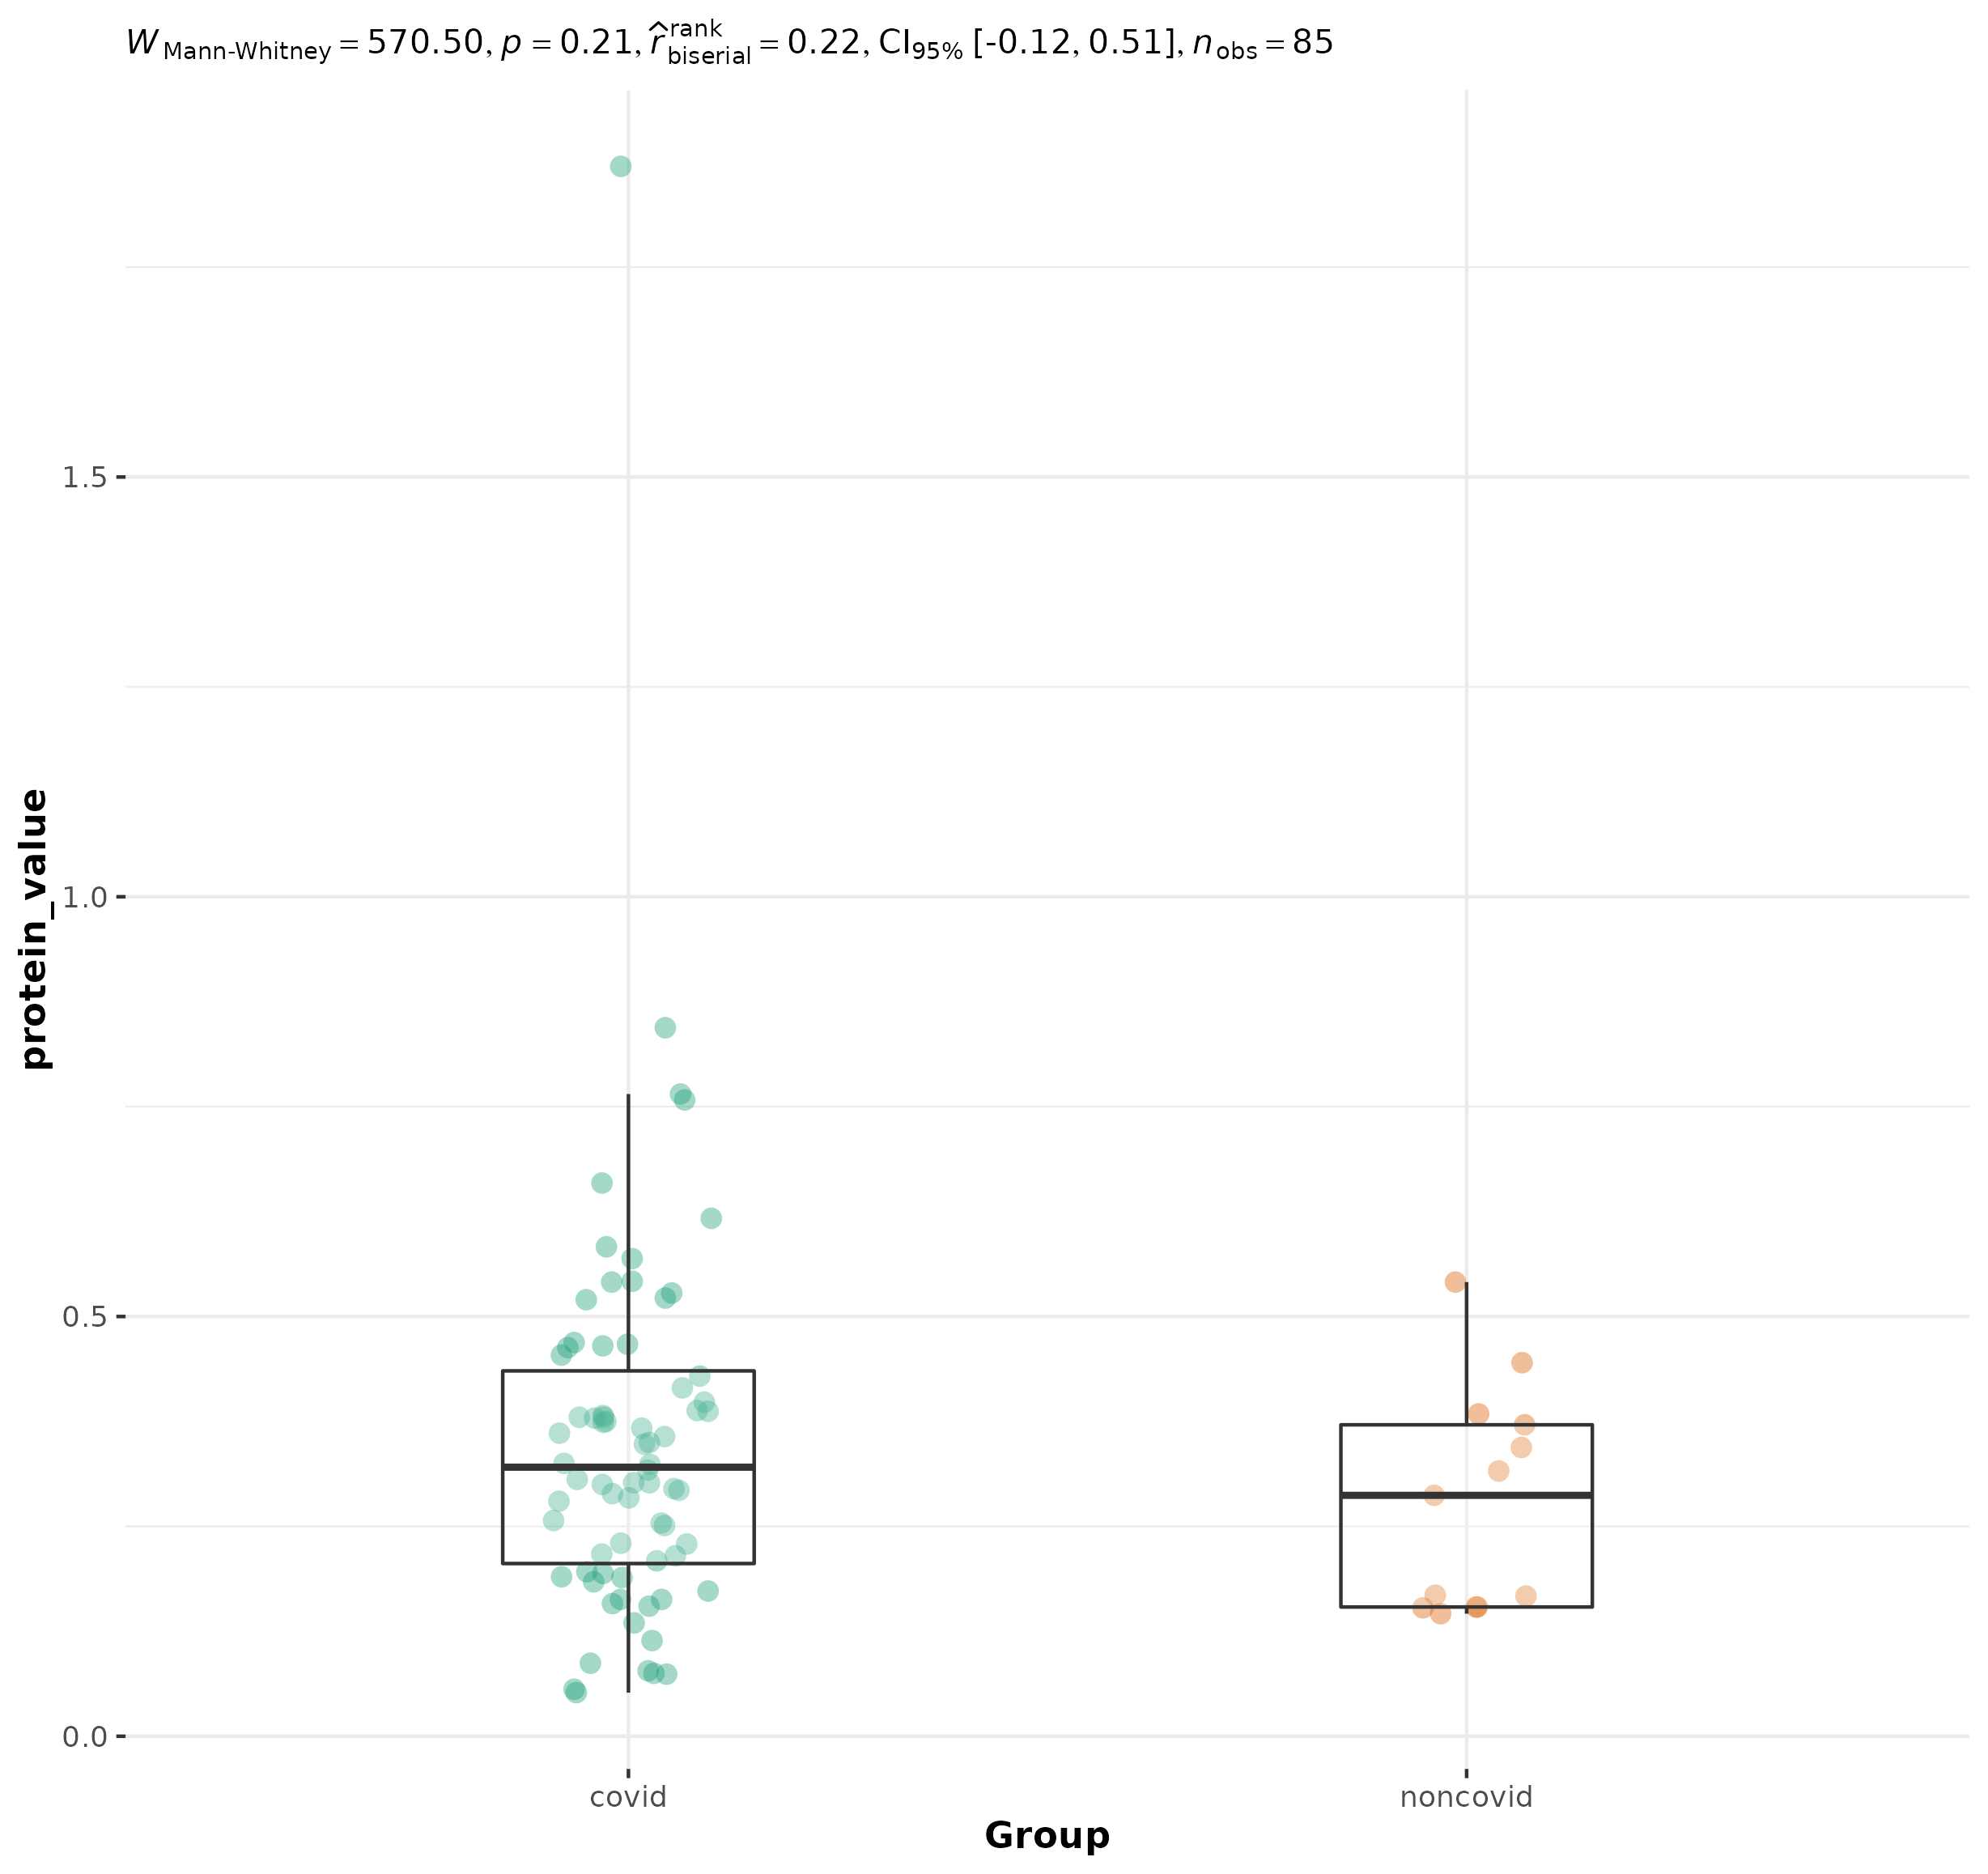 W Mann-Whitney = 570.50, p = 0.21, r̂ rank biserial = 0.22, CI95% [-0.12, 0.51], n obs = 85
protein_value
1.5
1.0
0.5
0.0
covid noncovid
Group